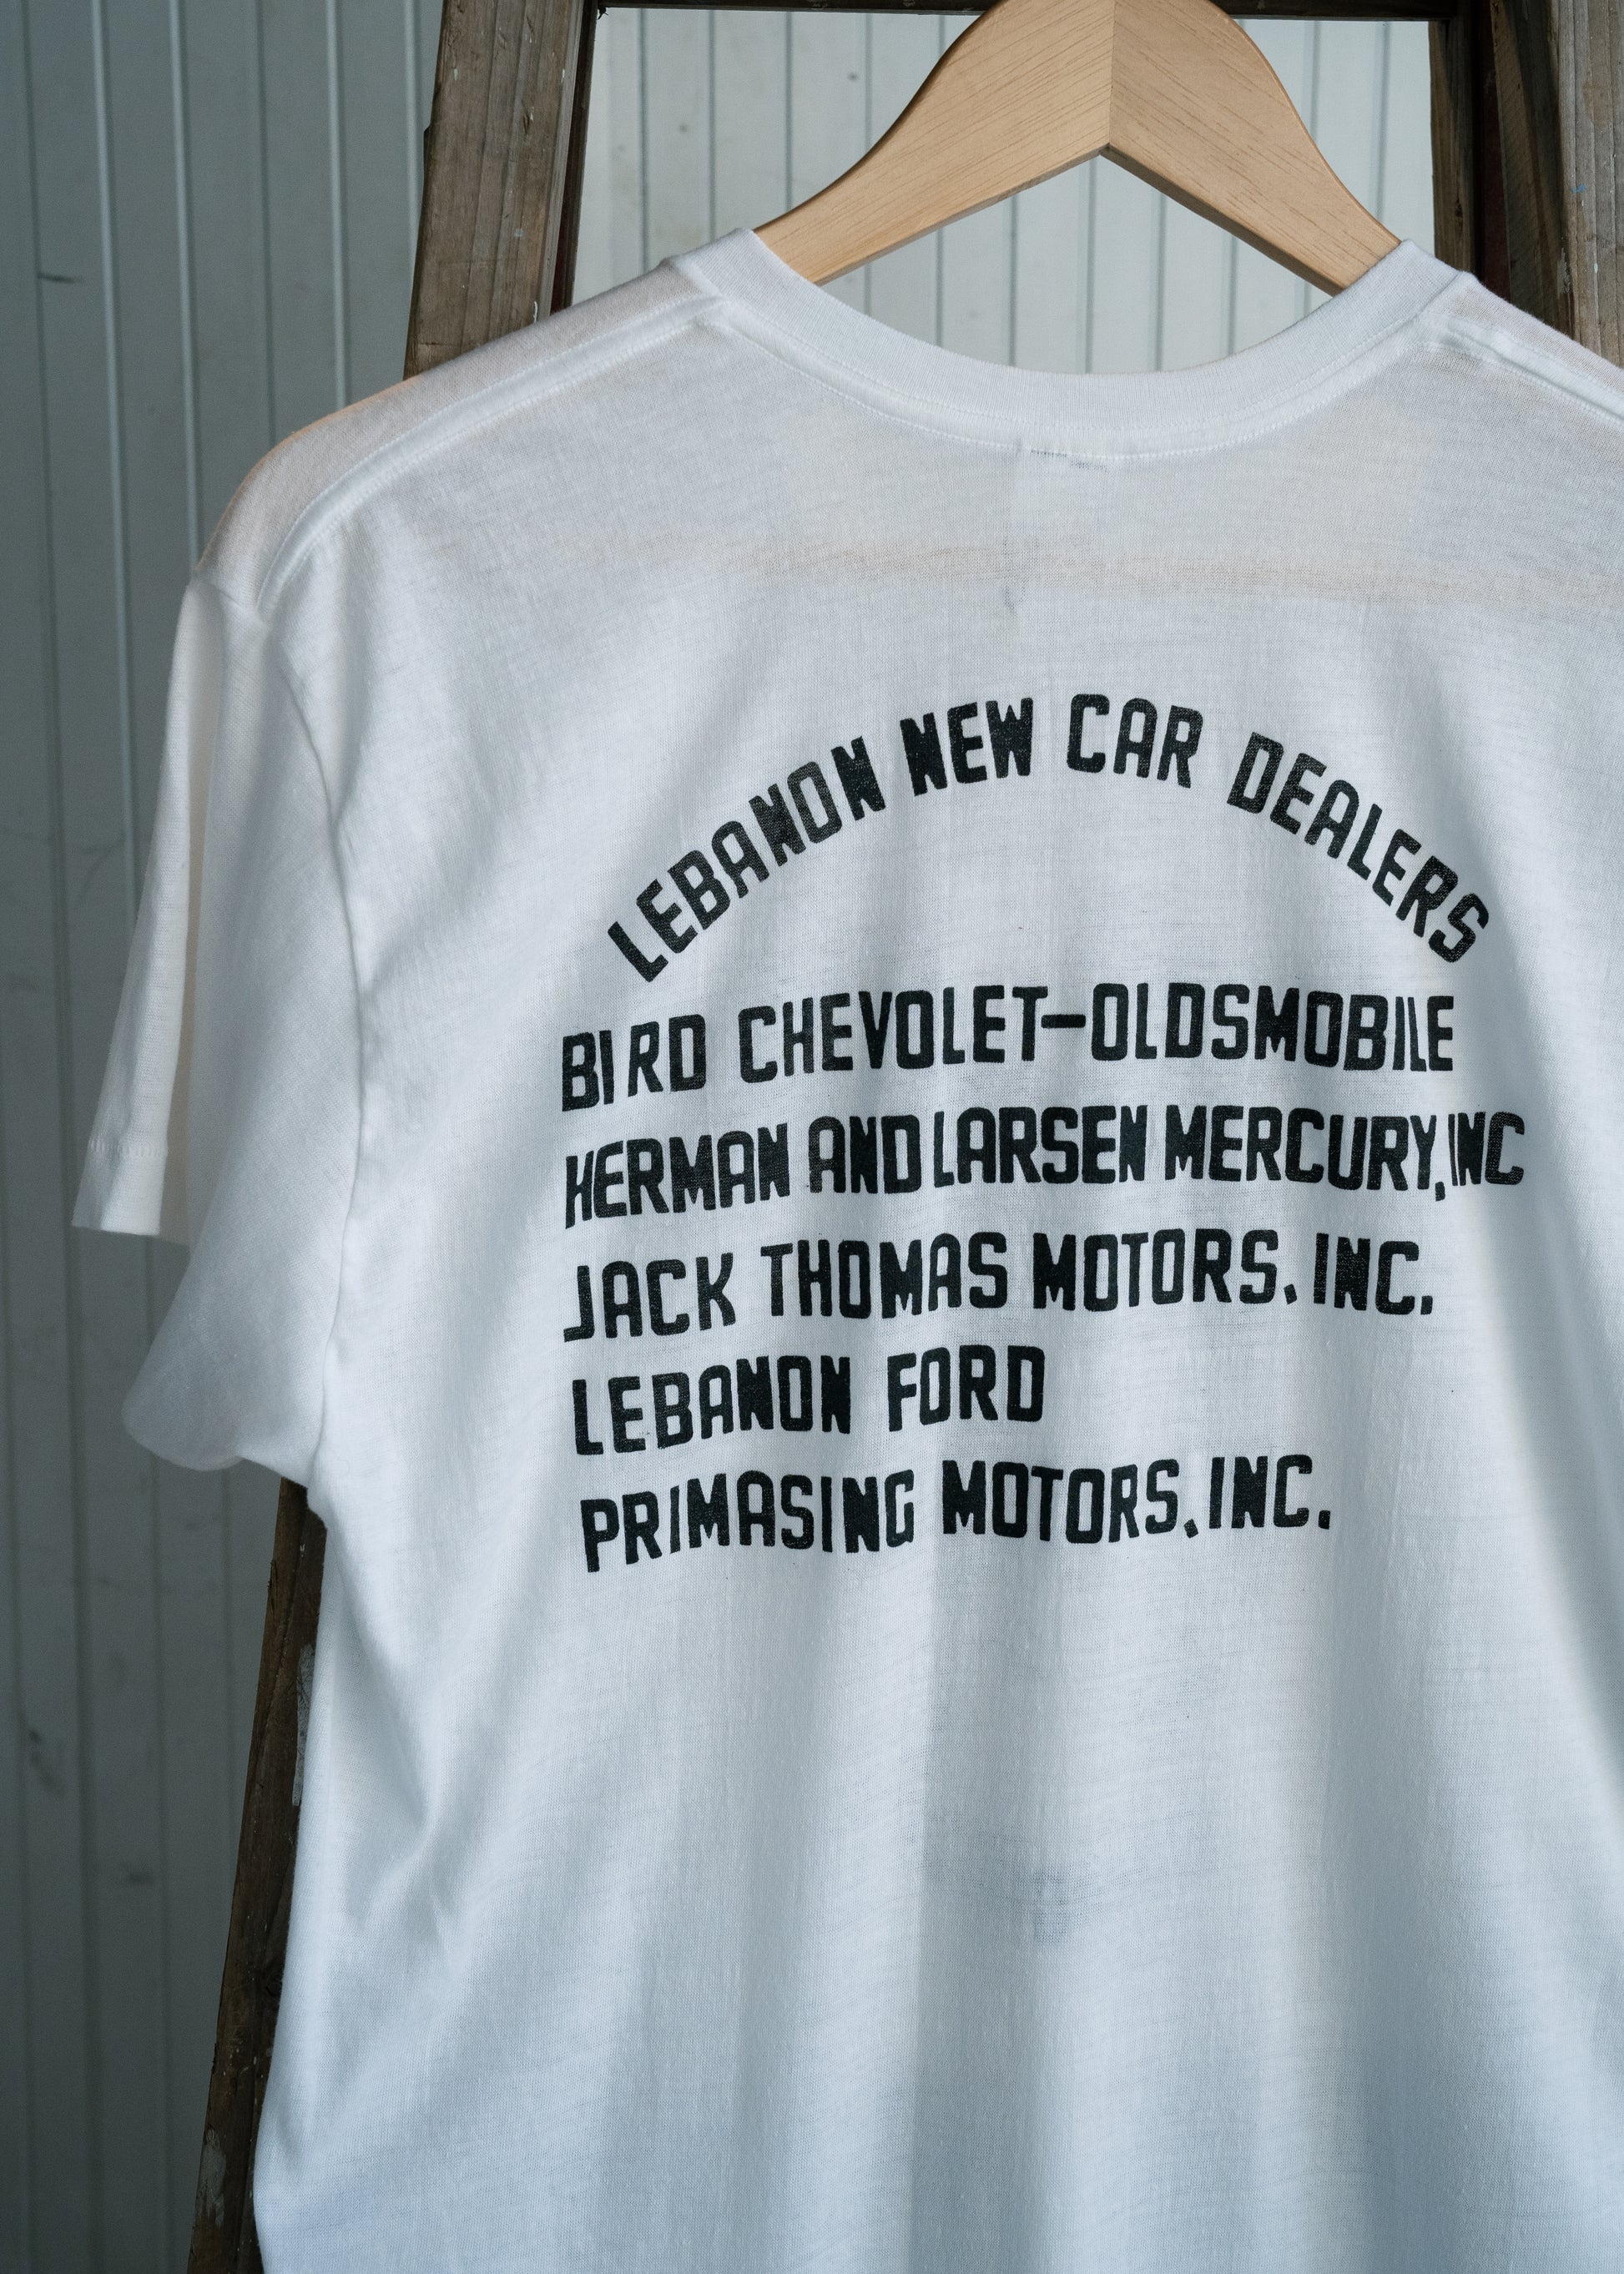 LEBANON NEW CAR DEALERS
BIRD CHEVOLET-OLDSMOBILE
HERMAN AND LARSEN MERCURY, INC
JACK THOMAS MOTORS. INC.
LEBANON FORD
PRIMASING MOTORS. INC.